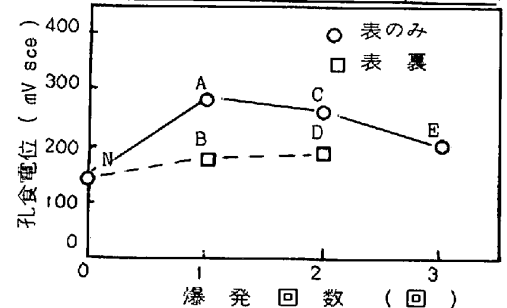 孔食電位 ( mV sce )
400
300
200
100
0
○ 表のみ
□ 表 裏
A
C
E
B
D
N
0 1 2 3
爆 発 回 数 ( 回 )